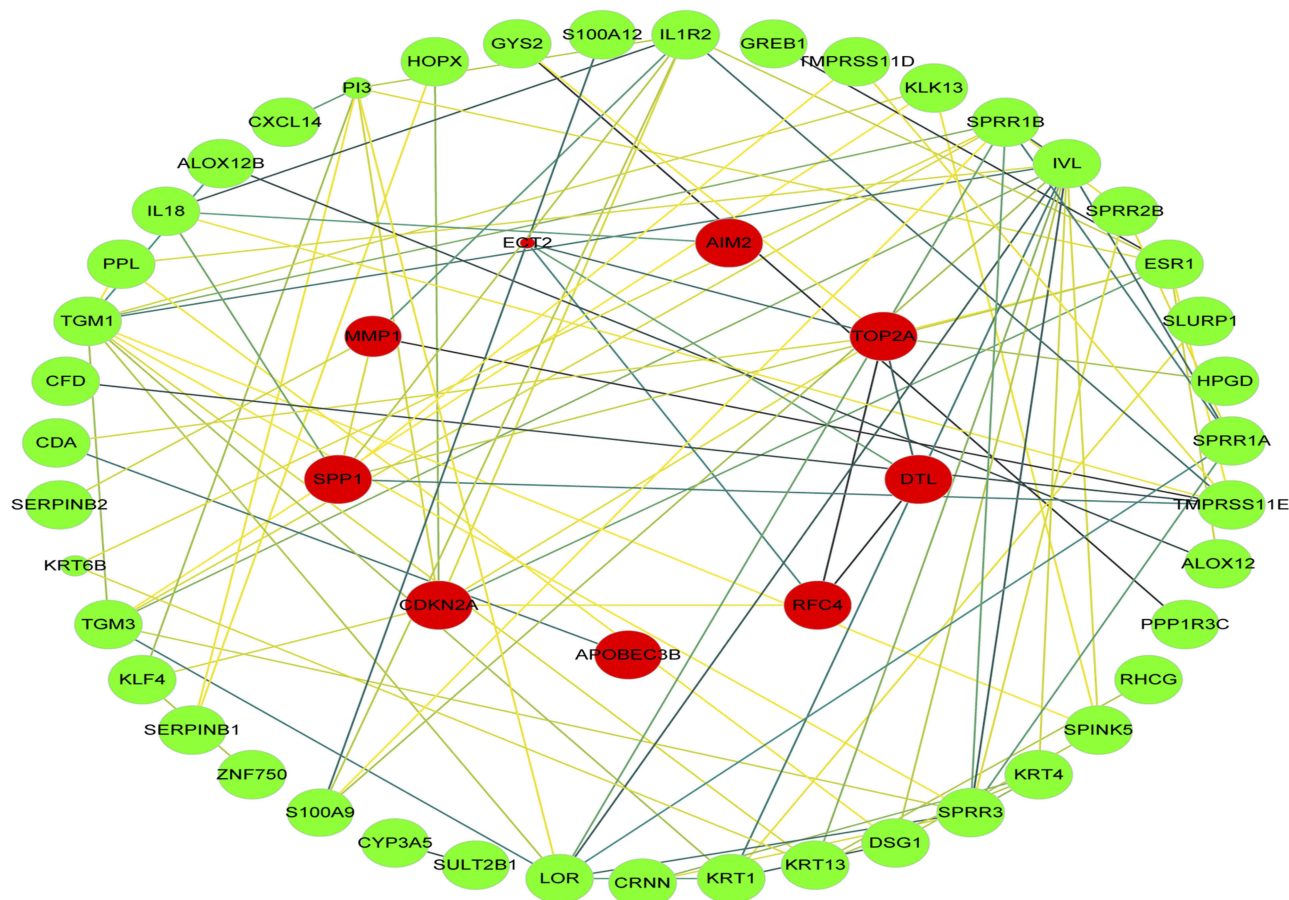 S100A12
IL1R2
GYS2
GREB1
HOPX
TMPRSS11D
PI3
KLK13
CXCL14
SPRR1B
ALOX12B
IVL
IL18
SPRR2B
ECT2
AIM2
PPL
ESR1
TGM1
MMP1
TOP2A
SLURP1
CFD
HPGD
CDA
SPRR1A
SPP1
DTL
SERPINB2
TMPRSS11E
KRT6B
ALOX12
TGM3
CDKN2A
RFC4
PPP1R3C
APOBEC3B
KLF4
RHCG
SERPINB1
SPINK5
ZNF750
KRT4
S100A9
SPRR3
CYP3A5
DSG1
SULT2B1
KRT13
LOR
CRNN
KRT1